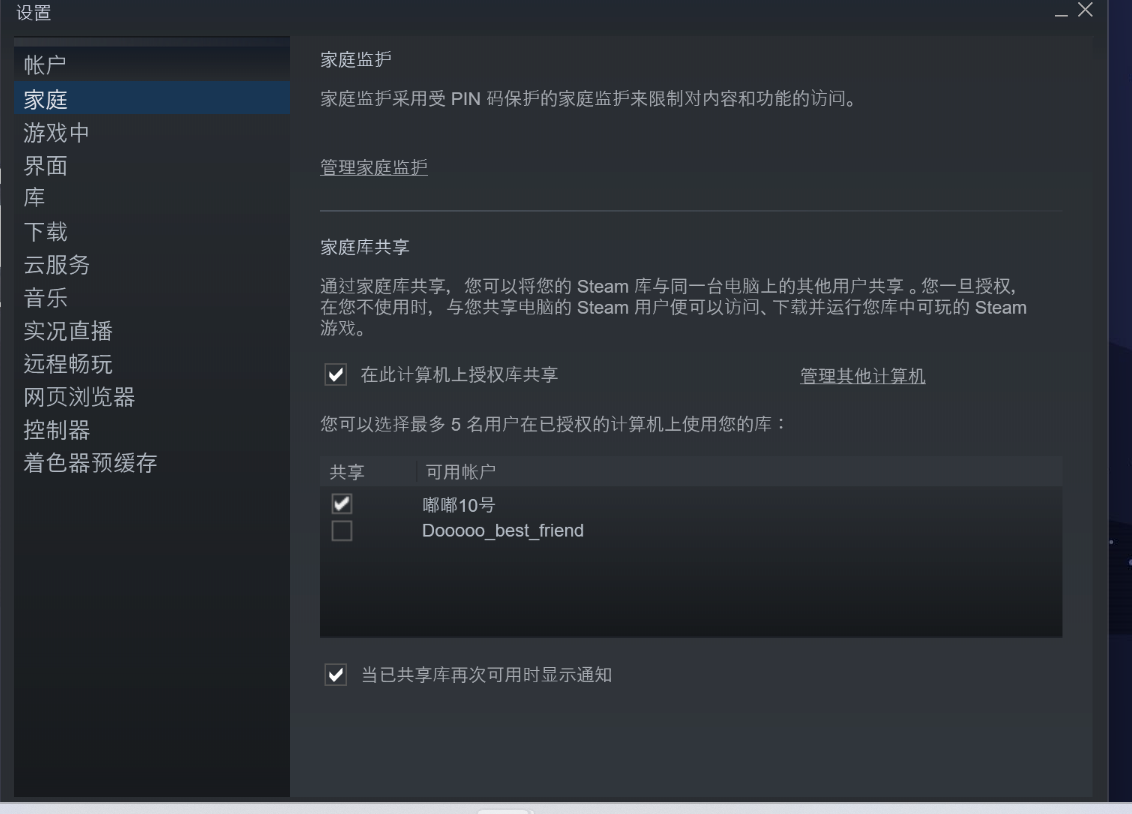 设置
帐户
家庭
游戏中
界面
库
下载
云服务
音乐
实况直播
远程畅玩
网页浏览器
控制器
着色器预缓存
家庭监护
家庭监护采用受 PIN 码保护的家庭监护来限制对内容和功能的访问。
管理家庭监护
家庭库共享
通过家庭库共享，您可以将您的 Steam 库与同一台电脑上的其他用户共享。您一旦授权，
在您不使用时，与您共享电脑的 Steam 用户便可以访问、下载并运行您库中可玩的 Steam
游戏。
在此计算机上授权库共享 管理其他计算机
您可以选择最多 5 名用户在已授权的计算机上使用您的库：
共享 可用帐户
嘟嘟10号
Dooooo_best_friend
当已共享库再次可用时显示通知